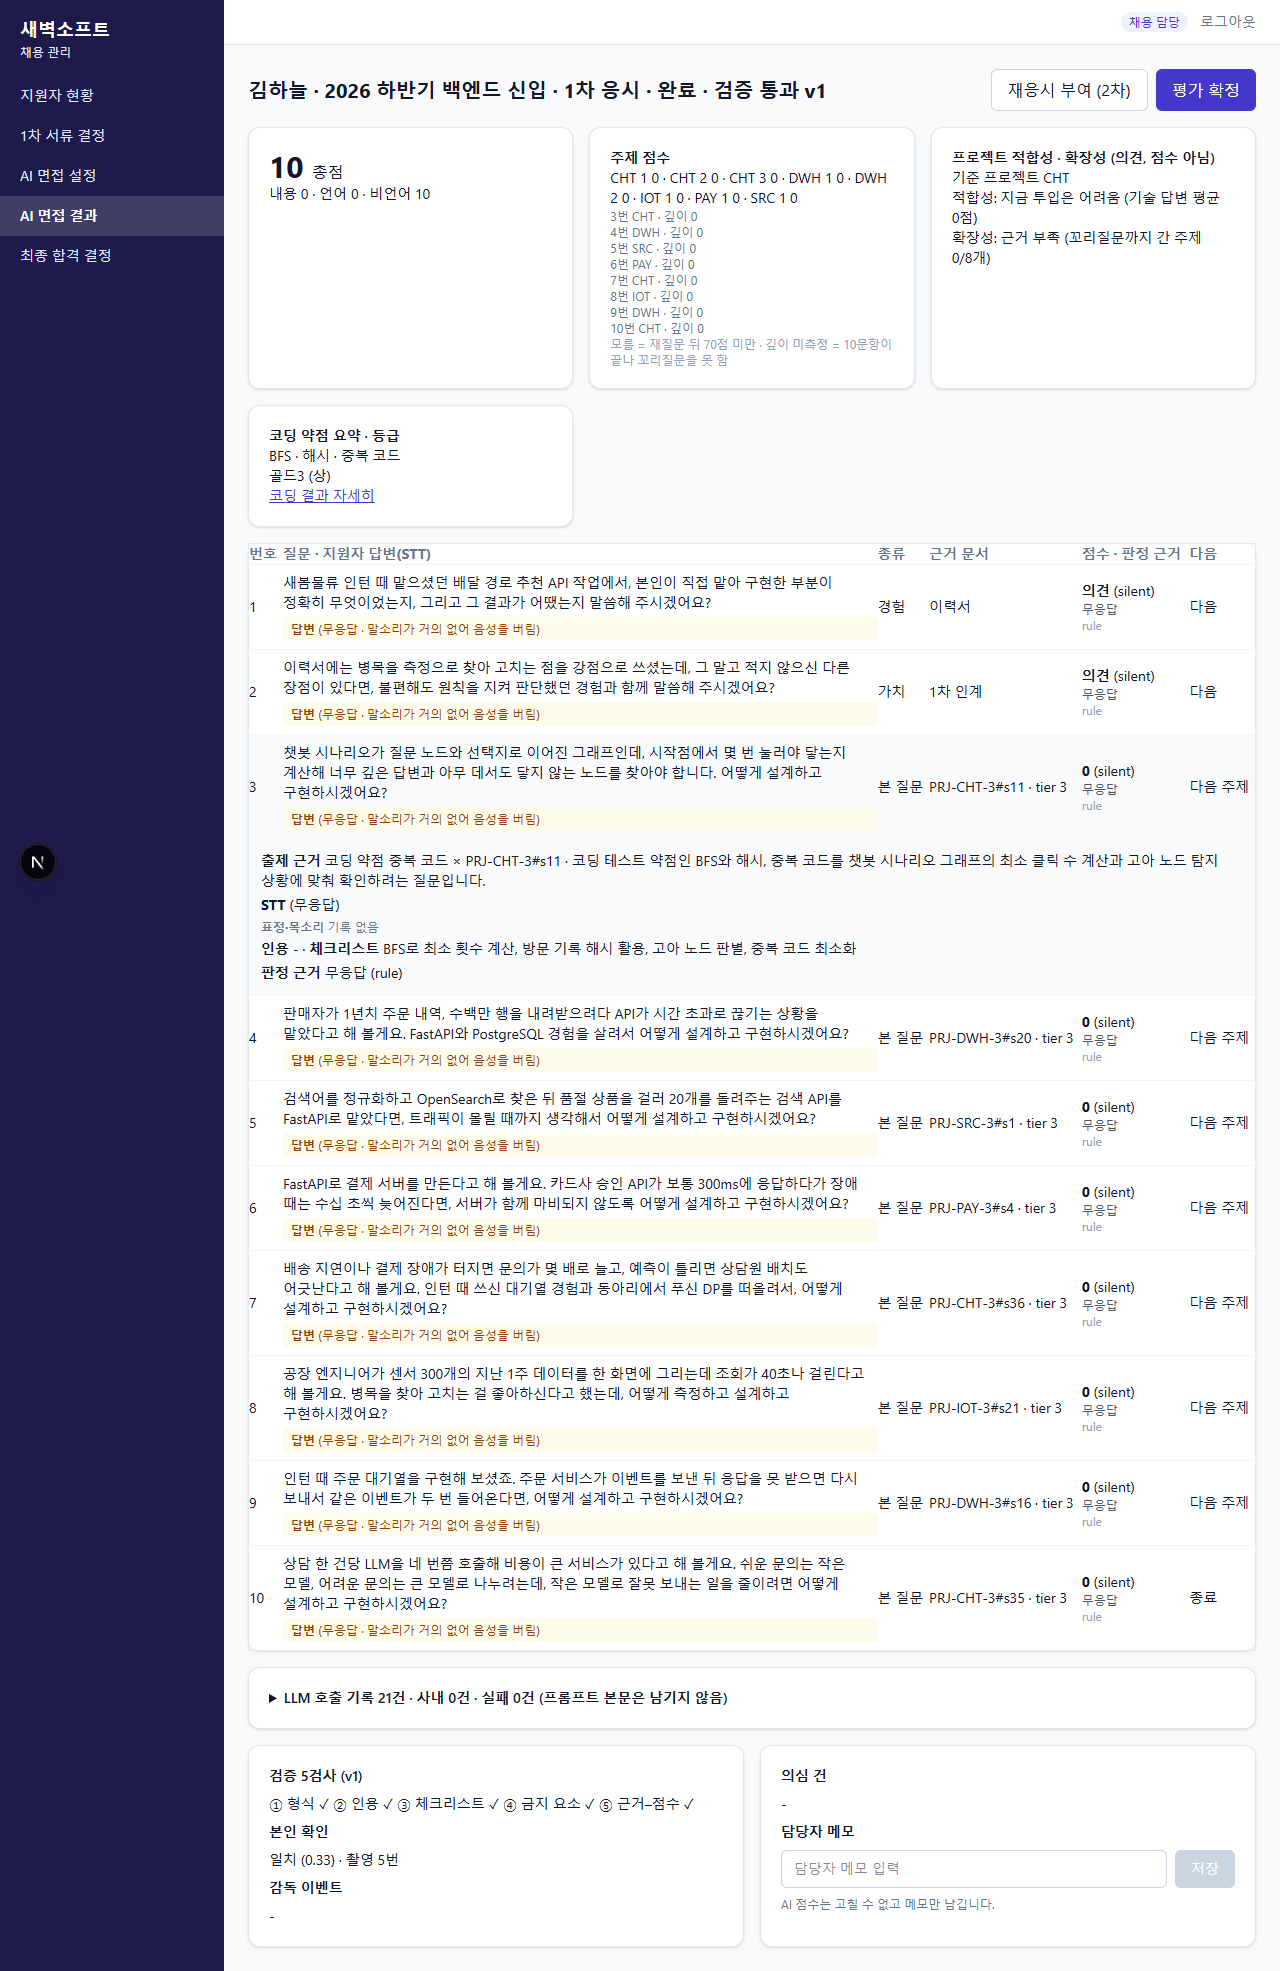 새벽소프트
채용 관리
지원자 현황
1차 서류 결정
AI 면접 설정
AI 면접 결과
최종 합격 결정
채용 담당 로그아웃
김하늘 · 2026 하반기 백엔드 신입 · 1차 응시 · 완료 · 검증 통과 v1
재응시 부여 (2차) 평가 확정
10 총점
내용 0 · 언어 0 · 비언어 10
주제 점수
CHT 1 0 · CHT 2 0 · CHT 3 0 · DWH 1 0 · DWH
2 0 · IOT 1 0 · PAY 1 0 · SRC 1 0
3번 CHT · 깊이 0
4번 DWH · 깊이 0
5번 SRC · 깊이 0
6번 PAY · 깊이 0
7번 CHT · 깊이 0
8번 IOT · 깊이 0
9번 DWH · 깊이 0
10번 CHT · 깊이 0
모름 = 재질문 뒤 70점 미만 · 깊이 미측정 = 10문항이
끝나 꼬리질문을 못 함
프로젝트 적합성 · 확장성 (의견, 점수 아님)
기준 프로젝트 CHT
적합성: 지금 투입은 어려움 (기술 답변 평균
0점)
확장성: 근거 부족 (꼬리질문까지 간 주제
0/8개)
코딩 약점 요약 · 등급
BFS · 해시 · 중복 코드
골드3 (상)
코딩 결과 자세히
번호 질문 · 지원자 답변(STT) 종류 근거 문서 점수 · 판정 근거 다음
1
새봄물류 인턴 때 맡으셨던 배달 경로 추천 API 작업에서, 본인이 직접 맡아 구현한 부분이
정확히 무엇이었는지, 그리고 그 결과가 어땠는지 말씀해 주시겠어요?
답변 (무응답 · 말소리가 거의 없어 음성을 버림)
경험 이력서
의견 (silent)
무응답
rule
다음
2
이력서에는 병목을 측정으로 찾아 고치는 점을 강점으로 쓰셨는데, 그 말고 적지 않으신 다른
장점이 있다면, 불편해도 원칙을 지켜 판단했던 경험과 함께 말씀해 주시겠어요?
답변 (무응답 · 말소리가 거의 없어 음성을 버림)
가치 1차 인계
의견 (silent)
무응답
rule
다음
3
챗봇 시나리오가 질문 노드와 선택지로 이어진 그래프인데, 시작점에서 몇 번 눌러야 닿는지
계산해 너무 깊은 답변과 아무 데서도 닿지 않는 노드를 찾아야 합니다. 어떻게 설계하고
구현하시겠어요?
답변 (무응답 · 말소리가 거의 없어 음성을 버림)
본 질문 PRJ-CHT-3#s11 · tier 3
0 (silent)
무응답
rule
다음 주제
출제 근거 코딩 약점 중복 코드 × PRJ-CHT-3#s11 · 코딩 테스트 약점인 BFS와 해시, 중복 코드를 챗봇 시나리오 그래프의 최소 클릭 수 계산과 고아 노드 탐지
상황에 맞춰 확인하려는 질문입니다.
STT (무응답)
표정·목소리 기록 없음
인용 - · 체크리스트 BFS로 최소 횟수 계산, 방문 기록 해시 활용, 고아 노드 판별, 중복 코드 최소화
판정 근거 무응답 (rule)
4
판매자가 1년치 주문 내역, 수백만 행을 내려받으려다 API가 시간 초과로 끊기는 상황을
맡았다고 해 볼게요. FastAPI와 PostgreSQL 경험을 살려서 어떻게 설계하고 구현하시겠어요?
답변 (무응답 · 말소리가 거의 없어 음성을 버림)
본 질문 PRJ-DWH-3#s20 · tier 3
0 (silent)
무응답
rule
다음 주제
5
검색어를 정규화하고 OpenSearch로 찾은 뒤 품절 상품을 걸러 20개를 돌려주는 검색 API를
FastAPI로 맡았다면, 트래픽이 몰릴 때까지 생각해서 어떻게 설계하고 구현하시겠어요?
답변 (무응답 · 말소리가 거의 없어 음성을 버림)
본 질문 PRJ-SRC-3#s1 · tier 3
0 (silent)
무응답
rule
다음 주제
6
FastAPI로 결제 서버를 만든다고 해 볼게요. 카드사 승인 API가 보통 300ms에 응답하다가 장애
때는 수십 초씩 늦어진다면, 서버가 함께 마비되지 않도록 어떻게 설계하고 구현하시겠어요?
답변 (무응답 · 말소리가 거의 없어 음성을 버림)
본 질문 PRJ-PAY-3#s4 · tier 3
0 (silent)
무응답
rule
다음 주제
7
배송 지연이나 결제 장애가 터지면 문의가 몇 배로 늘고, 예측이 틀리면 상담원 배치도
어긋난다고 해 볼게요. 인턴 때 쓰신 대기열 경험과 동아리에서 푸신 DP를 떠올려서, 어떻게
설계하고 구현하시겠어요?
답변 (무응답 · 말소리가 거의 없어 음성을 버림)
본 질문 PRJ-CHT-3#s36 · tier 3
0 (silent)
무응답
rule
다음 주제
8
공장 엔지니어가 센서 300개의 지난 1주 데이터를 한 화면에 그리는데 조회가 40초나 걸린다고
해 볼게요. 병목을 찾아 고치는 걸 좋아하신다고 했는데, 어떻게 측정하고 설계하고
구현하시겠어요?
답변 (무응답 · 말소리가 거의 없어 음성을 버림)
본 질문 PRJ-IOT-3#s21 · tier 3
0 (silent)
무응답
rule
다음 주제
9
인턴 때 주문 대기열을 구현해 보셨죠. 주문 서비스가 이벤트를 보낸 뒤 응답을 못 받으면 다시
보내서 같은 이벤트가 두 번 들어온다면, 어떻게 설계하고 구현하시겠어요?
답변 (무응답 · 말소리가 거의 없어 음성을 버림)
본 질문 PRJ-DWH-3#s16 · tier 3
0 (silent)
무응답
rule
다음 주제
10
상담 한 건당 LLM을 네 번쯤 호출해 비용이 큰 서비스가 있다고 해 볼게요. 쉬운 문의는 작은
모델, 어려운 문의는 큰 모델로 나누려는데, 작은 모델로 잘못 보내는 일을 줄이려면 어떻게
설계하고 구현하시겠어요?
답변 (무응답 · 말소리가 거의 없어 음성을 버림)
본 질문 PRJ-CHT-3#s35 · tier 3
0 (silent)
무응답
rule
종료
▶ LLM 호출 기록 21건 · 사내 0건 · 실패 0건 (프롬프트 본문은 남기지 않음)
검증 5검사 (v1)
① 형식 ✓ ② 인용 ✓ ③ 체크리스트 ✓ ④ 금지 요소 ✓ ⑤ 근거–점수 ✓
본인 확인
일치 (0.33) · 촬영 5번
감독 이벤트
-
의심 건
-
담당자 메모
담당자 메모 입력 저장
AI 점수는 고칠 수 없고 메모만 남깁니다.
N